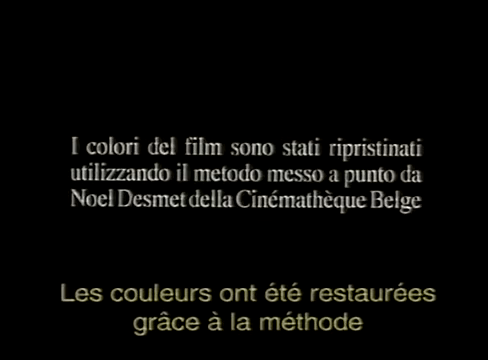 I colori del film sono stati ripristinati
utilizzando il metodo messo a punto da
Noel Desmet della Cinémathèque Belge
Les couleurs ont été restaurées
grâce à la méthode